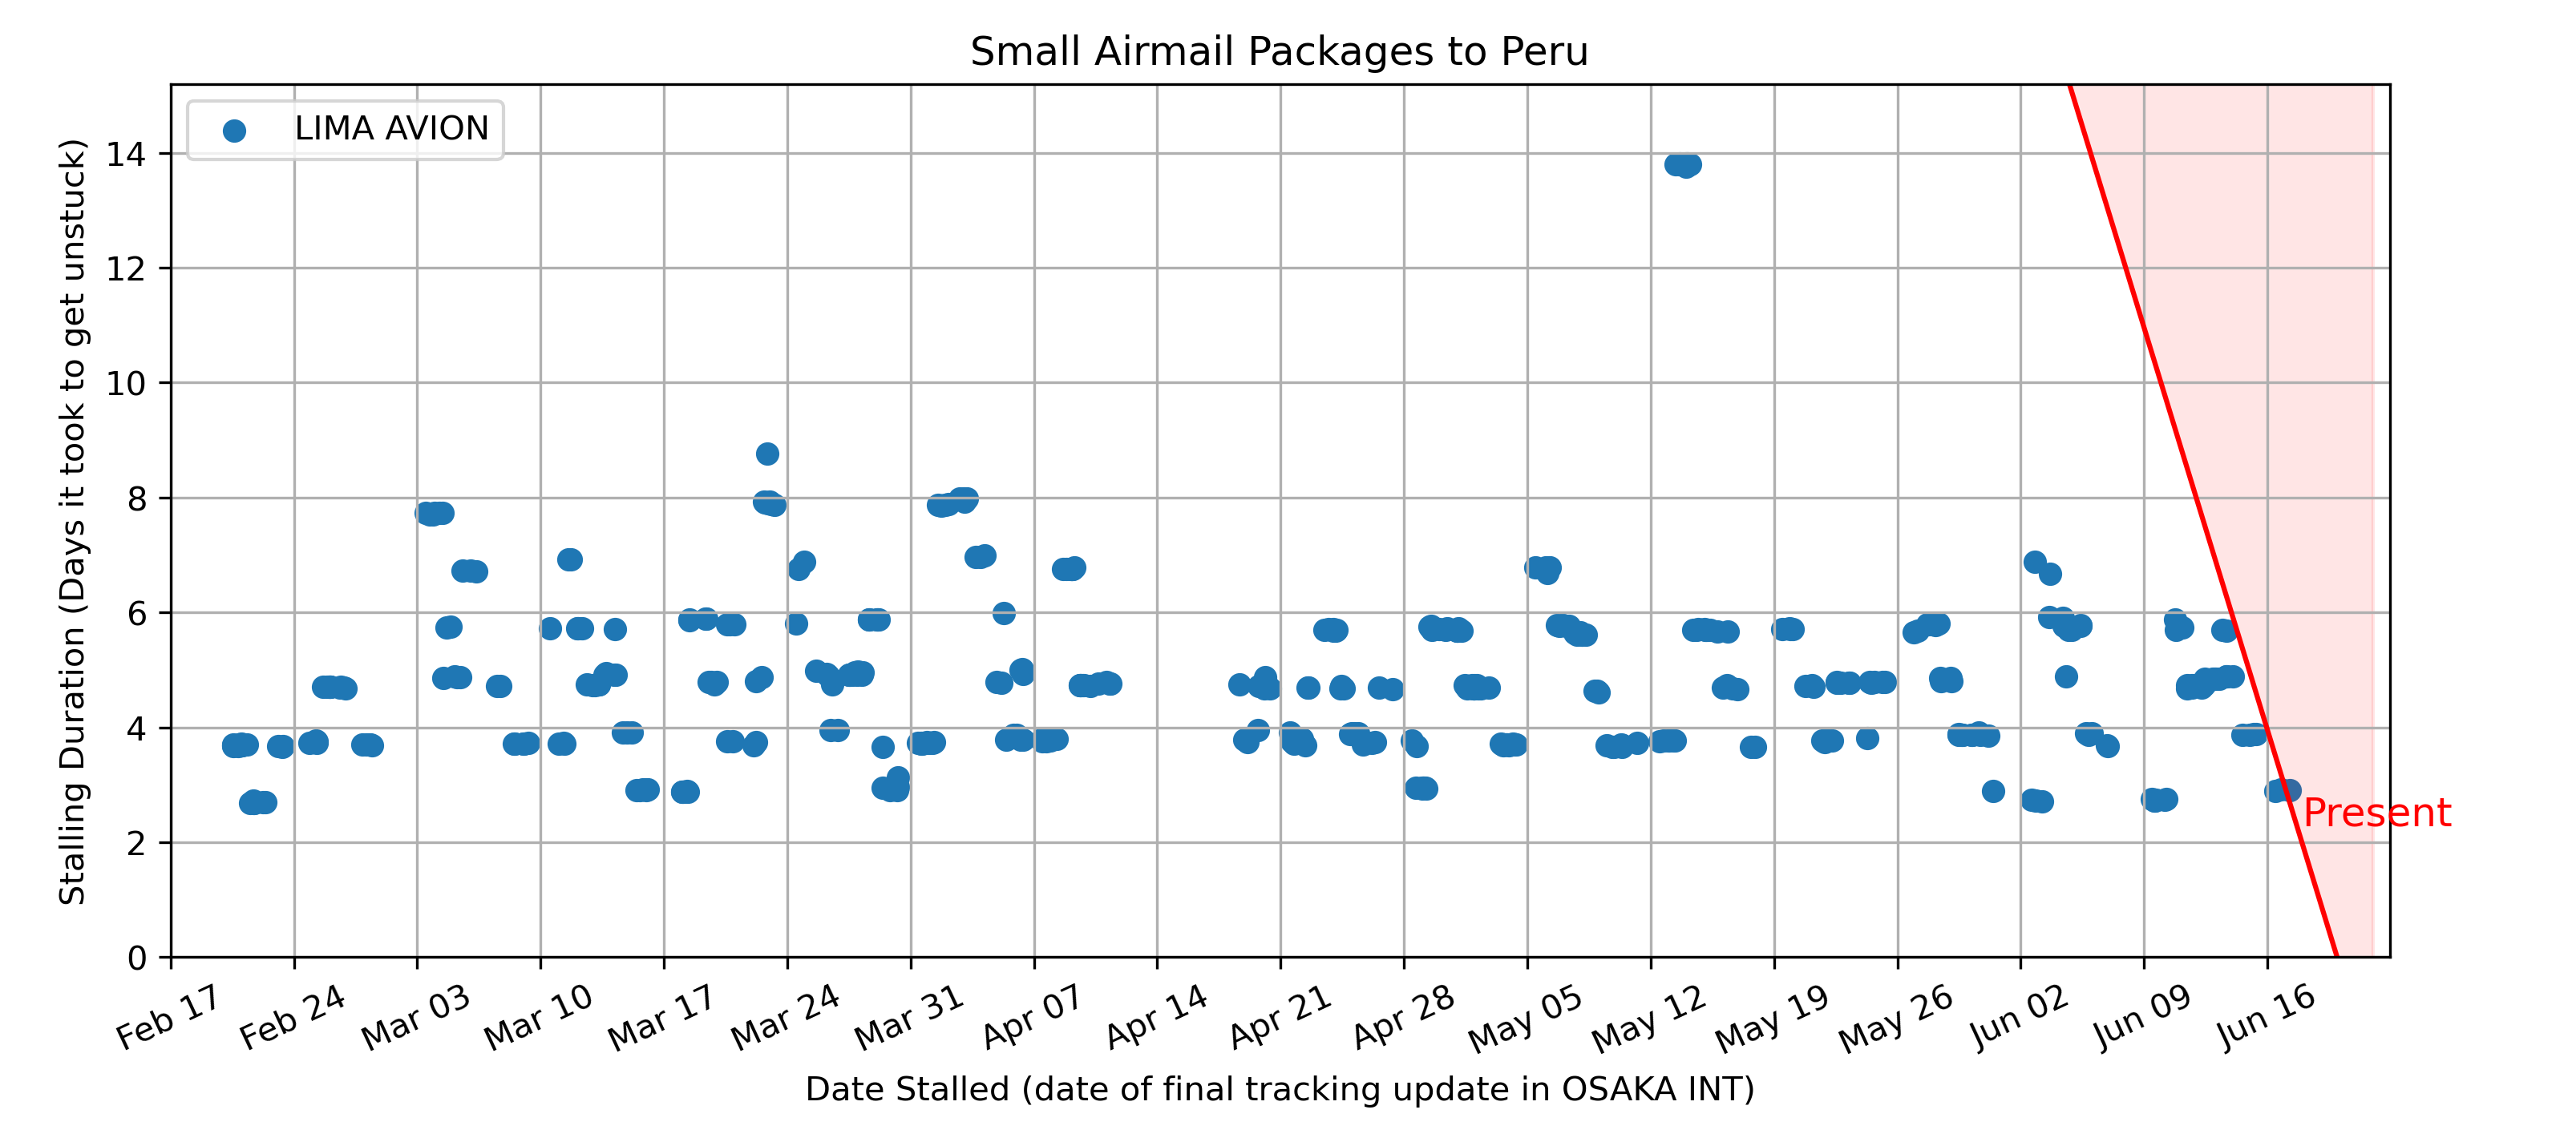 Small Airmail Packages to Peru
LIMA AVION
Stalling Duration (Days it took to get unstuck)
14
12
10
8
6
4
2
0
Present
Feb 17
Feb 24
Mar 03
Mar 10
Mar 17
Mar 24
Mar 31
Apr 07
Apr 14
Apr 21
Apr 28
May 05
May 12
May 19
May 26
Jun 02
Jun 09
Jun 16
Date Stalled (date of final tracking update in OSAKA INT)